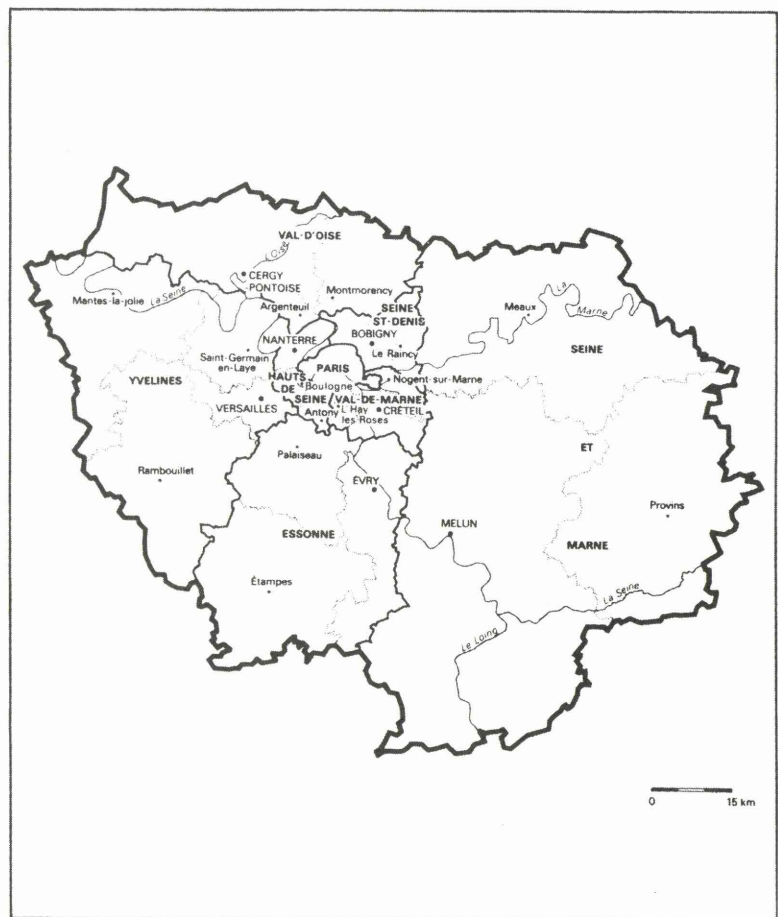 VAL-D'OISE
L'Oise
CERGY
PONTOISE
Montmorency
Mantes-la-jolie
La Seine
Argenteuil
SEINE
ST-DENIS
BOBIGNY
Le Raincy
Meaux
La
Marne
NANTERRE
Saint-Germain
en-Laye
PARIS
Boulogne
Nogent-sur-Marne
SEINE
YVELINES
HAUTS
DE
SEINE
VAL-DE-MARNE
VERSAILLES
Antony
L'Hay
les-Roses
CRÉTEIL
Palaiseau
ET
Rambouillet
ÉVRY
Provins
MELUN
ESSONNE
MARNE
Étampes
La Seine
Le Loing
0 15 km